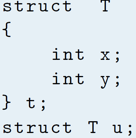 struct  T
{
    int x;
    int y;
} t;
struct T u;